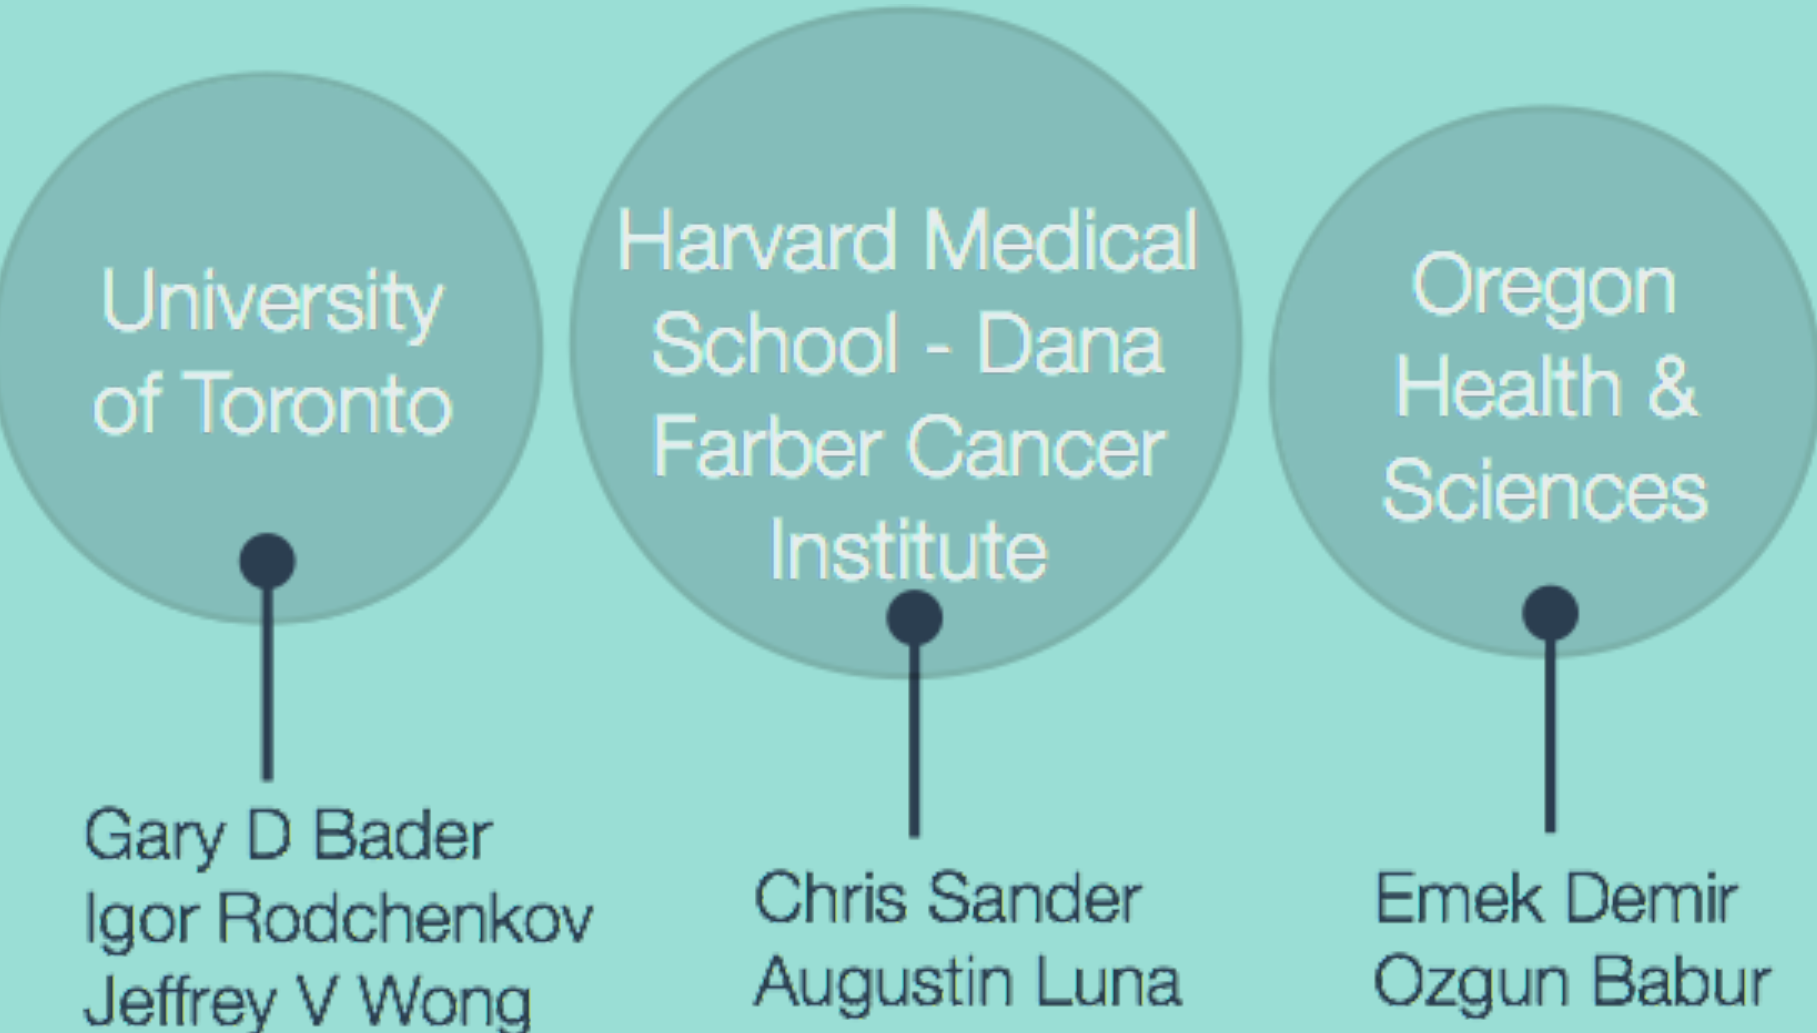 University
of Toronto
Gary D Bader
Igor Rodchenkov
Jeffrey V Wong
Harvard Medical
School - Dana
Farber Cancer
Institute
Chris Sander
Augustin Luna
Oregon
Health &
Sciences
Emek Demir
Ozgun Babur